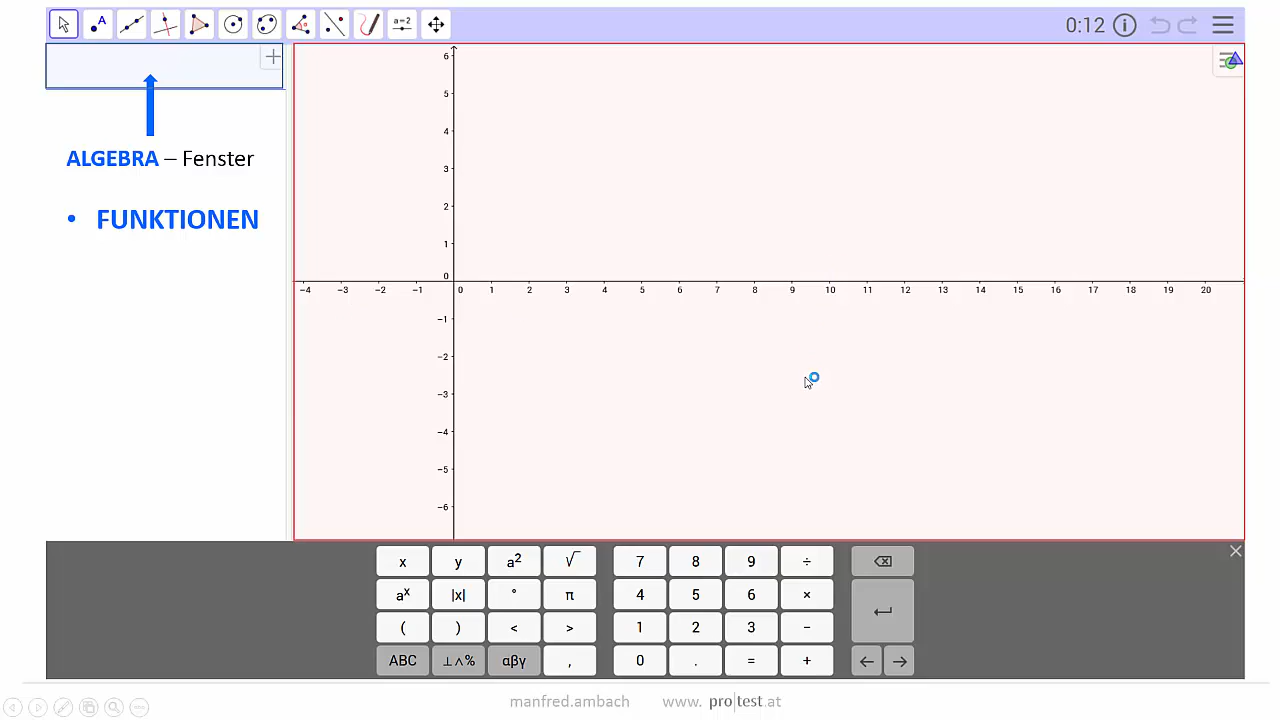 A
a=2
0:12
ALGEBRA – Fenster
• FUNKTIONEN
6
5
4
3
2
1
0
−4 −3 −2 −1 0 1 2 3 4 5 6 7 8 9 10 11 12 13 14 15 16 17 18 19 20
−1
−2
−3
−4
−5
−6
x y a² √ 7 8 9 ÷
aˣ |x| ° π 4 5 6 ×
( ) < > 1 2 3 −
ABC ⊥∧% αβγ , 0 . = +
manfred.ambach www. pro|test.at